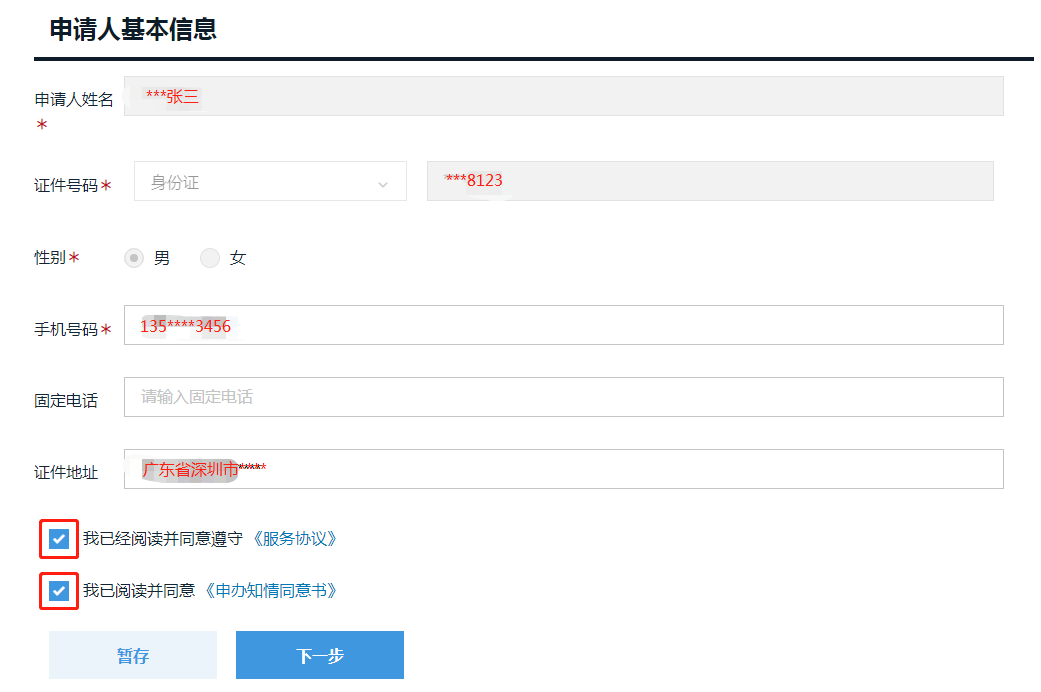 申请人基本信息
申请人姓名
*
***张三
证件号码* 身份证 ***8123
性别* 男 女
手机号码* 135****3456
固定电话 请输入固定电话
证件地址 广东省深圳市*****
我已经阅读并同意遵守《服务协议》
我已阅读并同意《申办知情同意书》
暂存 下一步